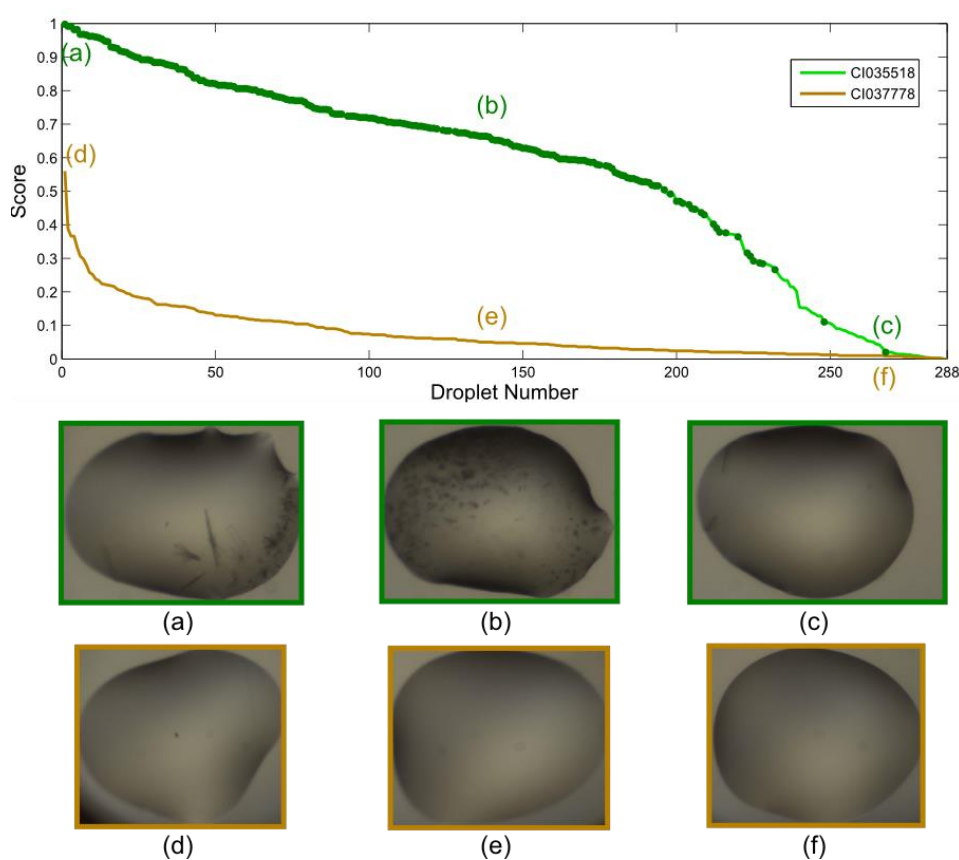 1
(a)
0.9
0.8
(b)
0.7
(d)
0.6
0.5
0.4
0.3
0.2
0.1
(e)
(c)
0
Score
CI035518
CI037778
0
50
100
150
200
250
(f)
288
Droplet Number
(a)
(b)
(c)
(d)
(e)
(f)